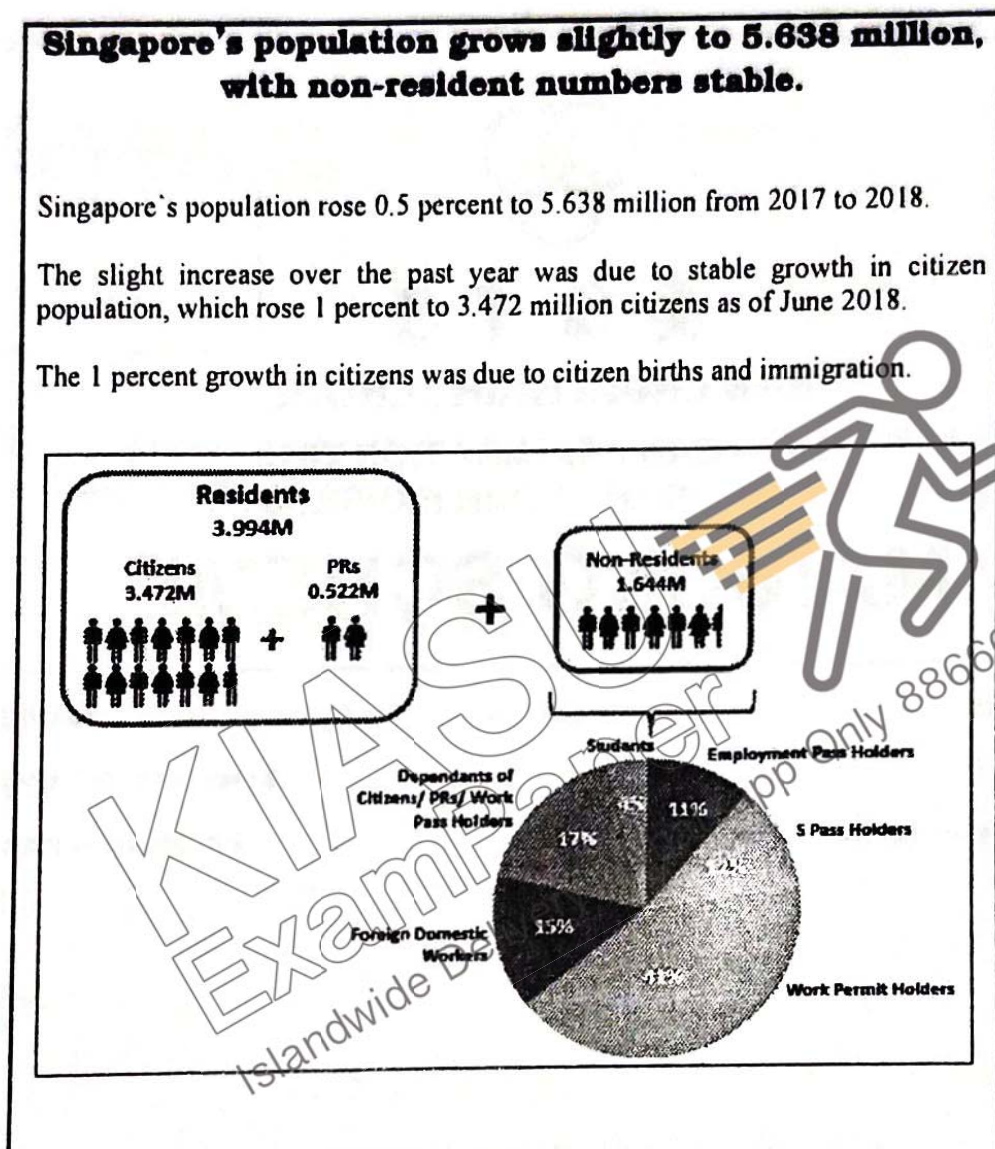 Singapore's population grows slightly to 5.638 million,
with non-resident numbers stable.
Singapore's population rose 0.5 percent to 5.638 million from 2017 to 2018.
The slight increase over the past year was due to stable growth in citizen
population, which rose 1 percent to 3.472 million citizens as of June 2018.
The 1 percent growth in citizens was due to citizen births and immigration.
Residents
3.994M
Citizens
3.472M
PRs
0.522M
+
+
Non-Residents
1.644M
Students
Employment Pass Holders
11%
S Pass Holders
Dependants of
Citizens/ PRs/ Work
Pass Holders
17%
Foreign Domestic
Workers
15%
Work Permit Holders
KIASU
ExamPaper
Islandwide
Only 8866